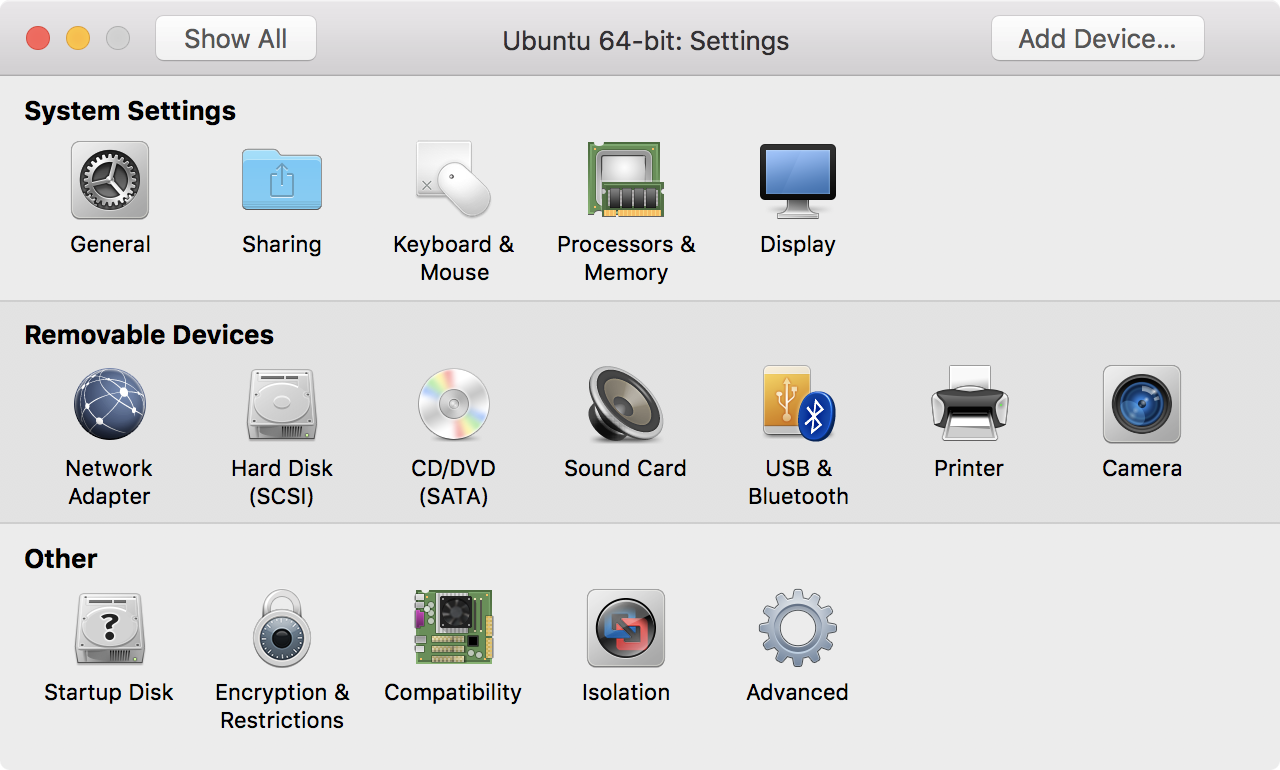 Show All
Ubuntu 64-bit: Settings
Add Device...
System Settings
General
Sharing
Keyboard &
Mouse
Processors &
Memory
Display
Removable Devices
Network
Adapter
Hard Disk
(SCSI)
CD/DVD
(SATA)
Sound Card
USB &
Bluetooth
Printer
Camera
Other
?
Startup Disk
Encryption &
Restrictions
Compatibility
Isolation
Advanced